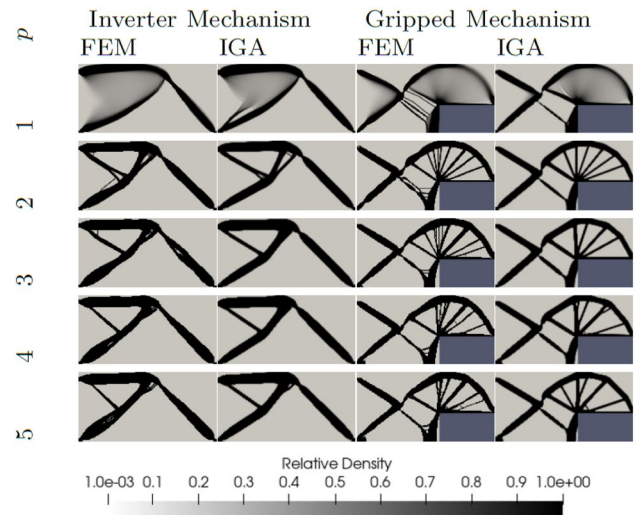 Inverter Mechanism Gripped Mechanism
p FEM IGA FEM IGA
1
2
3
4
5
Relative Density
1.0e-03 0.1 0.2 0.3 0.4 0.5 0.6 0.7 0.8 0.9 1.0e+00